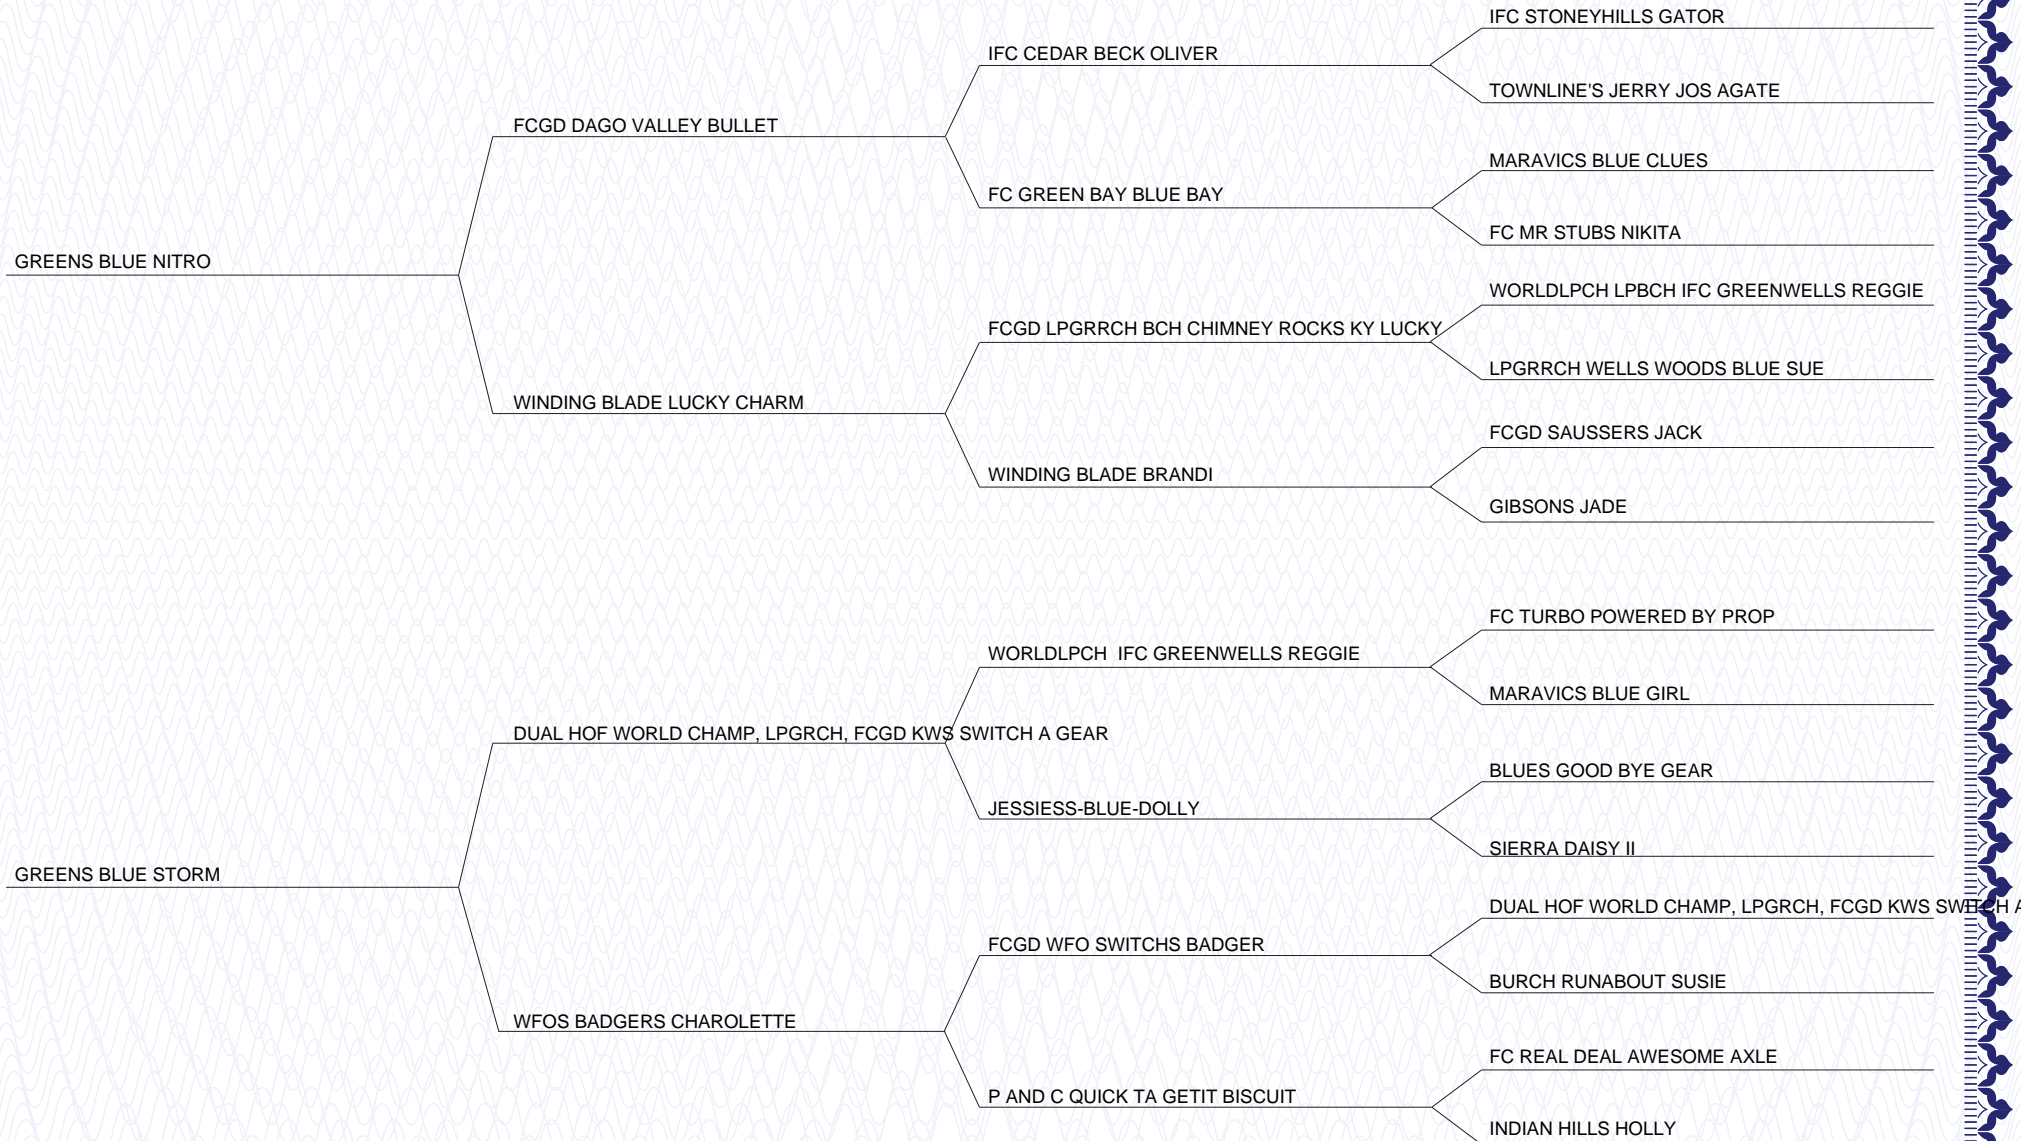 IFC STONEYHILLS GATOR
IFC CEDAR BECK OLIVER
TOWNLINE'S JERRY JOS AGATE
FCGD DAGO VALLEY BULLET
MARAVICS BLUE CLUES
FC GREEN BAY BLUE BAY
FC MR STUBS NIKITA
GREENS BLUE NITRO
WORLDLPCH LPBCH IFC GREENWELLS REGGIE
FCGD LPGRRCH BCH CHIMNEY ROCKS KY LUCKY
LPGRRCH WELLS WOODS BLUE SUE
WINDING BLADE LUCKY CHARM
FCGD SAUSSERS JACK
WINDING BLADE BRANDI
GIBSONS JADE
FC TURBO POWERED BY PROP
WORLDLPCH  IFC GREENWELLS REGGIE
MARAVICS BLUE GIRL
DUAL HOF WORLD CHAMP, LPGRCH, FCGD KWS SWITCH A GEAR
BLUES GOOD BYE GEAR
JESSIESS-BLUE-DOLLY
SIERRA DAISY II
GREENS BLUE STORM
DUAL HOF WORLD CHAMP, LPGRCH, FCGD KWS SWITCH A
FCGD WFO SWITCHS BADGER
BURCH RUNABOUT SUSIE
WFOS BADGERS CHAROLETTE
FC REAL DEAL AWESOME AXLE
P AND C QUICK TA GETIT BISCUIT
INDIAN HILLS HOLLY